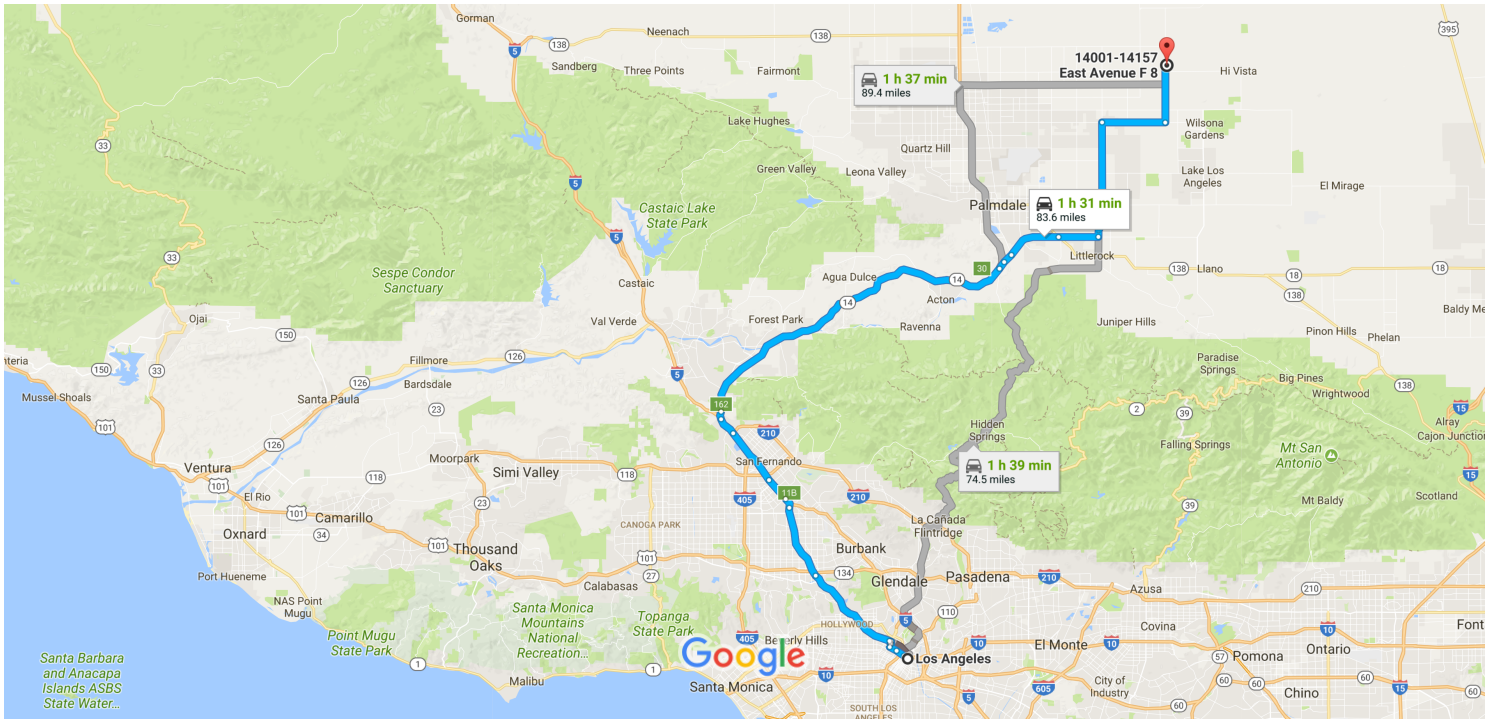 Gorman
5
138
Neenach
138
395
Sandberg
Three Points
Fairmont
14001-14157
East Avenue F 8
Hi Vista
1 h 37 min
89.4 miles
33
Lake Hughes
Wilsona
Gardens
Quartz Hill
Green Valley
Leona Valley
Lake Los
Angeles
El Mirage
5
Castaic Lake
State Park
Palmdale
1 h 31 min
83.6 miles
5
33
Sespe Condor
Sanctuary
Castaic
Agua Dulce
14
30
Littlerock
138
Llano
18
18
138
Acton
14
Ojai
Val Verde
Forest Park
Ravenna
Juniper Hills
Baldy Me
Pinon Hills
Phelan
150
nteria
150
33
Fillmore
126
126
Bardsdale
5
Paradise
Springs
Big Pines
Wrightwood
138
Mussel Shoals
101
Santa Paula
23
162
2
39
15
Alray
Cajon Junction
Hidden
Springs
Falling Springs
126
210
Mt San
Antonio
Ventura
101
Moorpark
Simi Valley
118
118
San Fernando
1 h 39 min
74.5 miles
15
El Rio
101
23
405
11B
210
Mt Baldy
Scotland
39
Camarillo
Oxnard
34
101
Thousand
Oaks
CANOGA PARK
101
La Cañada
Flintridge
Burbank
134
Glendale
Pasadena
210
Port Hueneme
Calabasas
27
Azusa
210
NAS Point
Mugu
Santa Monica
Mountains
National
Recreation...
Topanga
State Park
110
5
HOLLYWOOD
Covina
10
Font
Point Mugu
State Park
405
Beverly Hills
Google
10
El Monte
10
Ontario
Los Angeles
57
Pomona
60
Santa Barbara
and Anacapa
Islands ASBS
State Water...
1
1
Malibu
Santa Monica
10
5
605
City of
Industry
60
60
Chino
15
SOUTH LOS
ANGELES